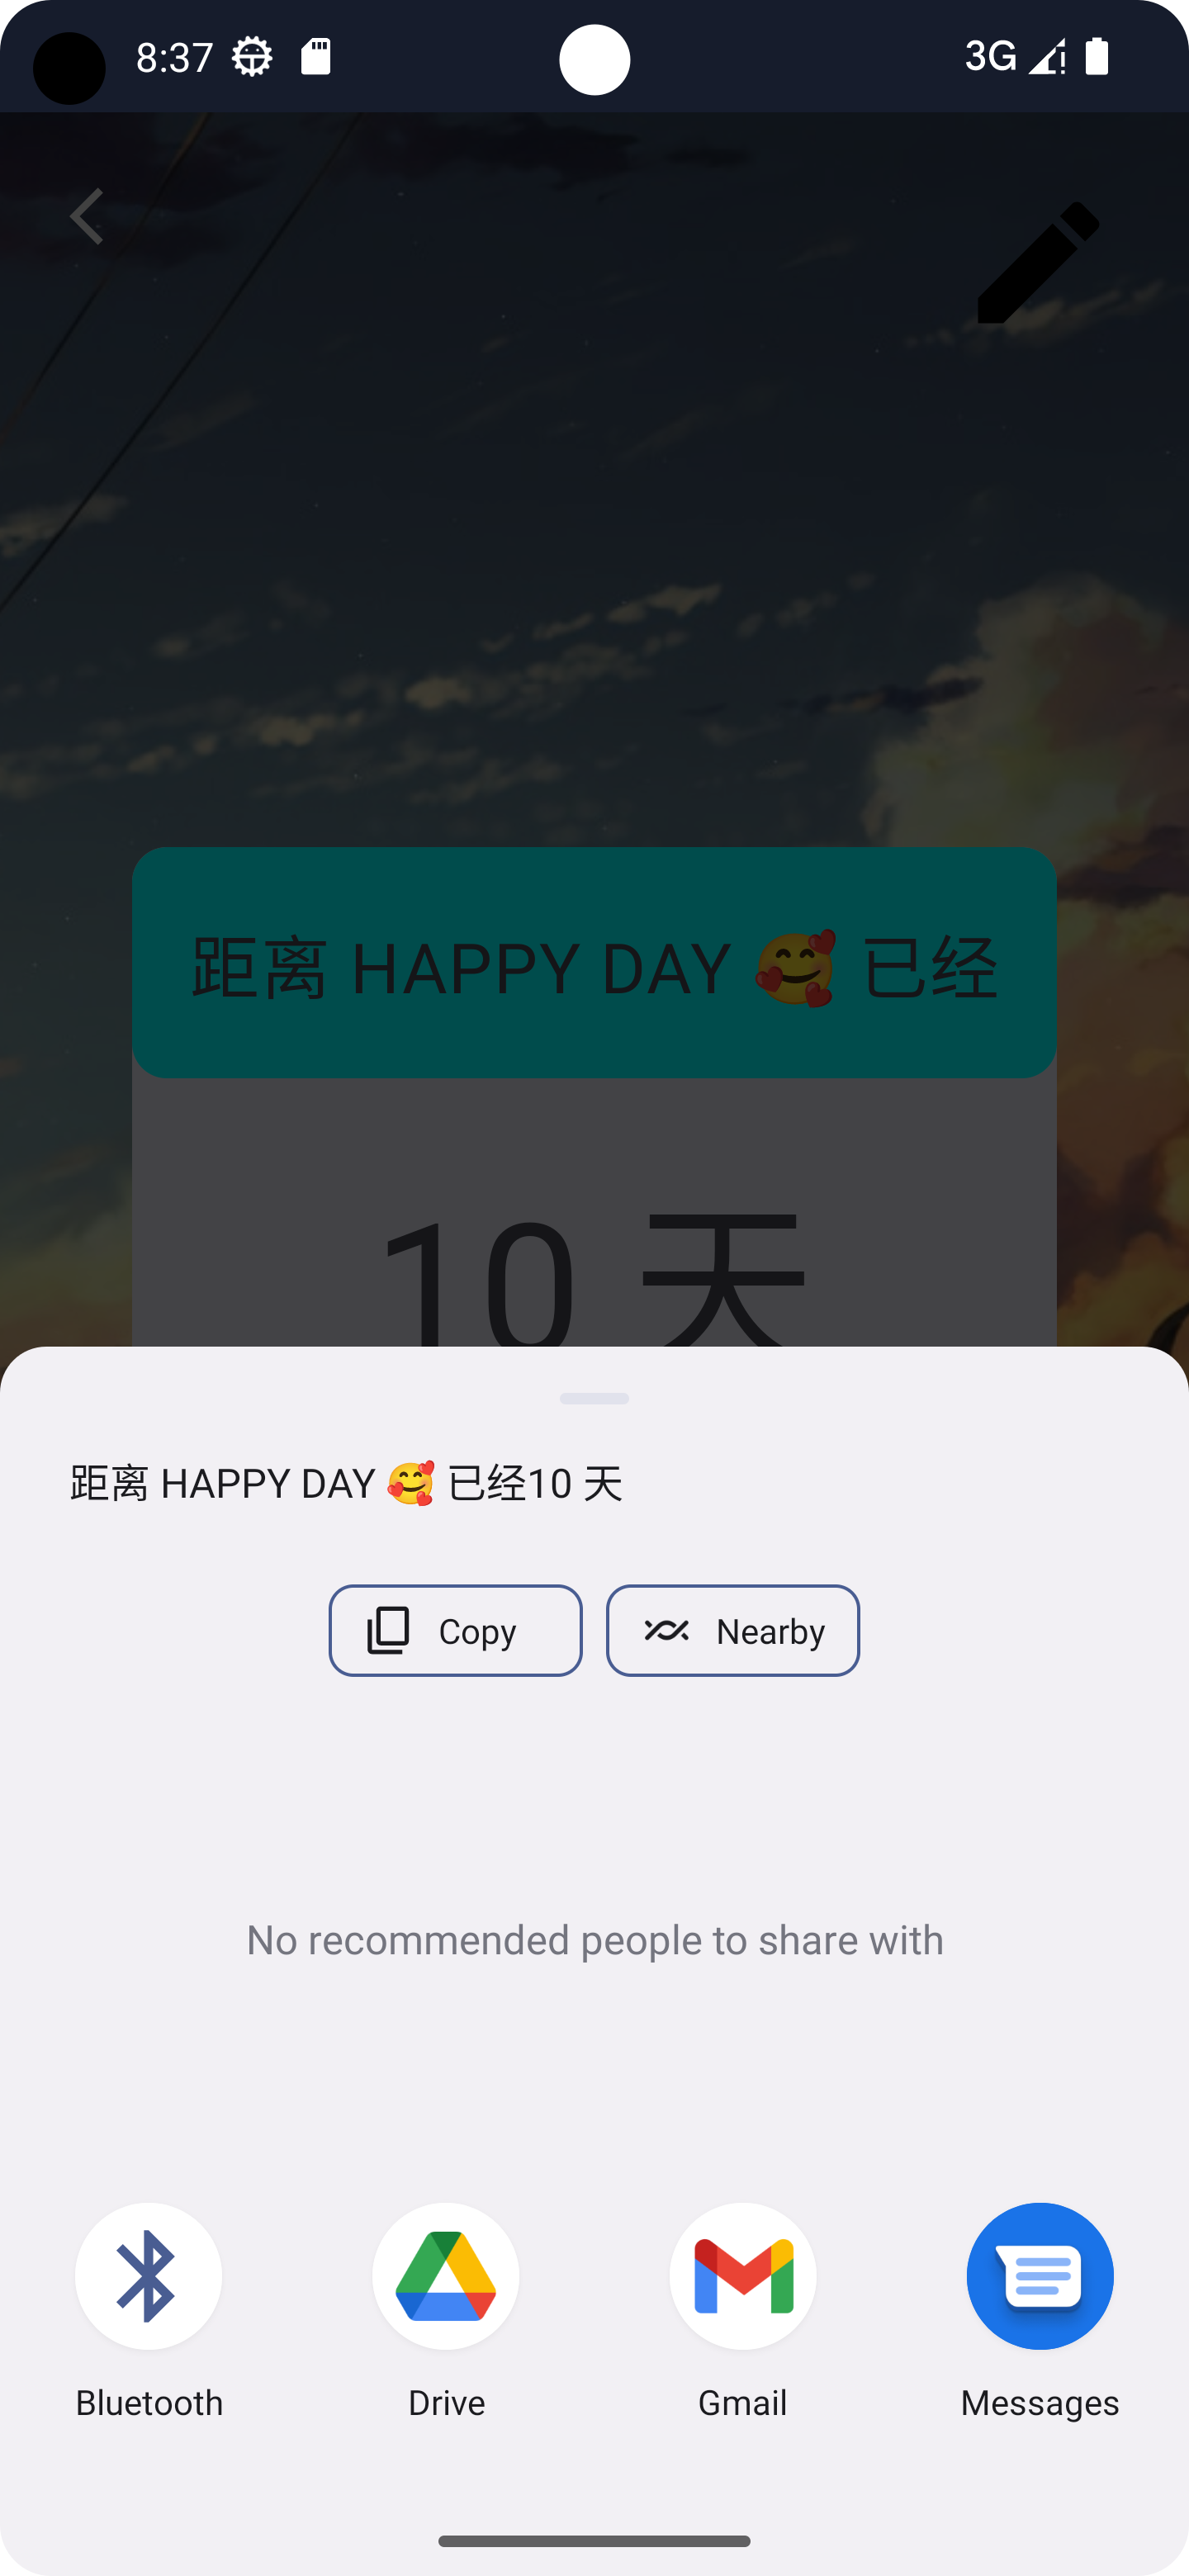 8:37
3G
距离 HAPPY DAY 🥰 已经
10 天
距离 HAPPY DAY 🥰 已经10 天
Copy
Nearby
No recommended people to share with
Bluetooth
Drive
Gmail
Messages